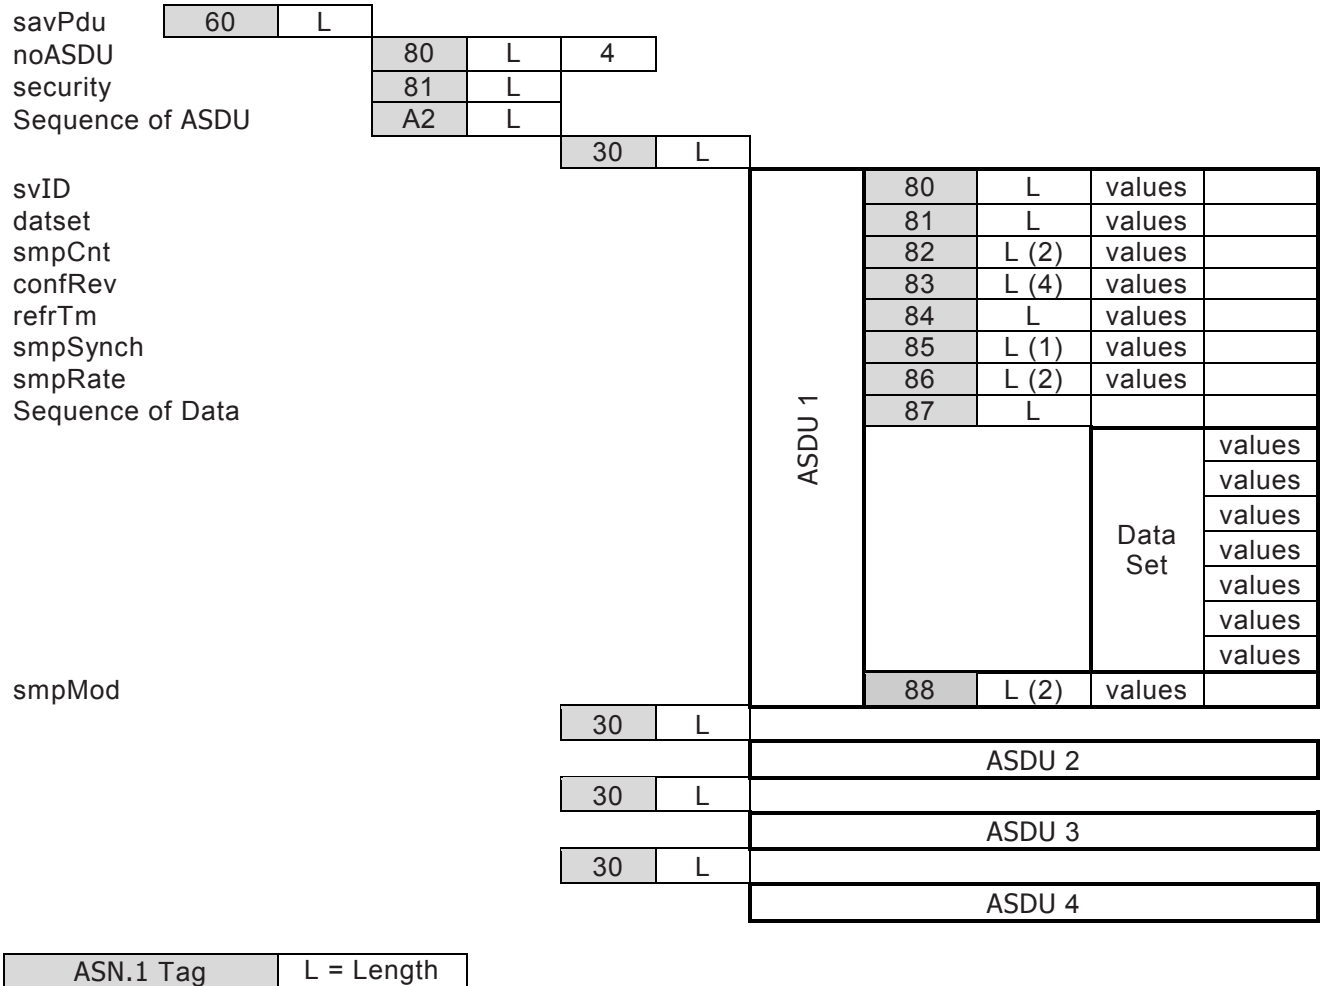 savPdu 60 L
noASDU 80 L 4
security 81 L
Sequence of ASDU A2 L
30 L
svID 80 L values
datset 81 L values
smpCnt 82 L (2) values
confRev 83 L (4) values
refrTm 84 L values
smpSynch 85 L (1) values
smpRate 86 L (2) values
Sequence of Data 87 L
ASDU 1
Data
Set
values
values
values
values
values
values
values
smpMod 88 L (2) values
30 L
ASDU 2
30 L
ASDU 3
30 L
ASDU 4
ASN.1 Tag L = Length